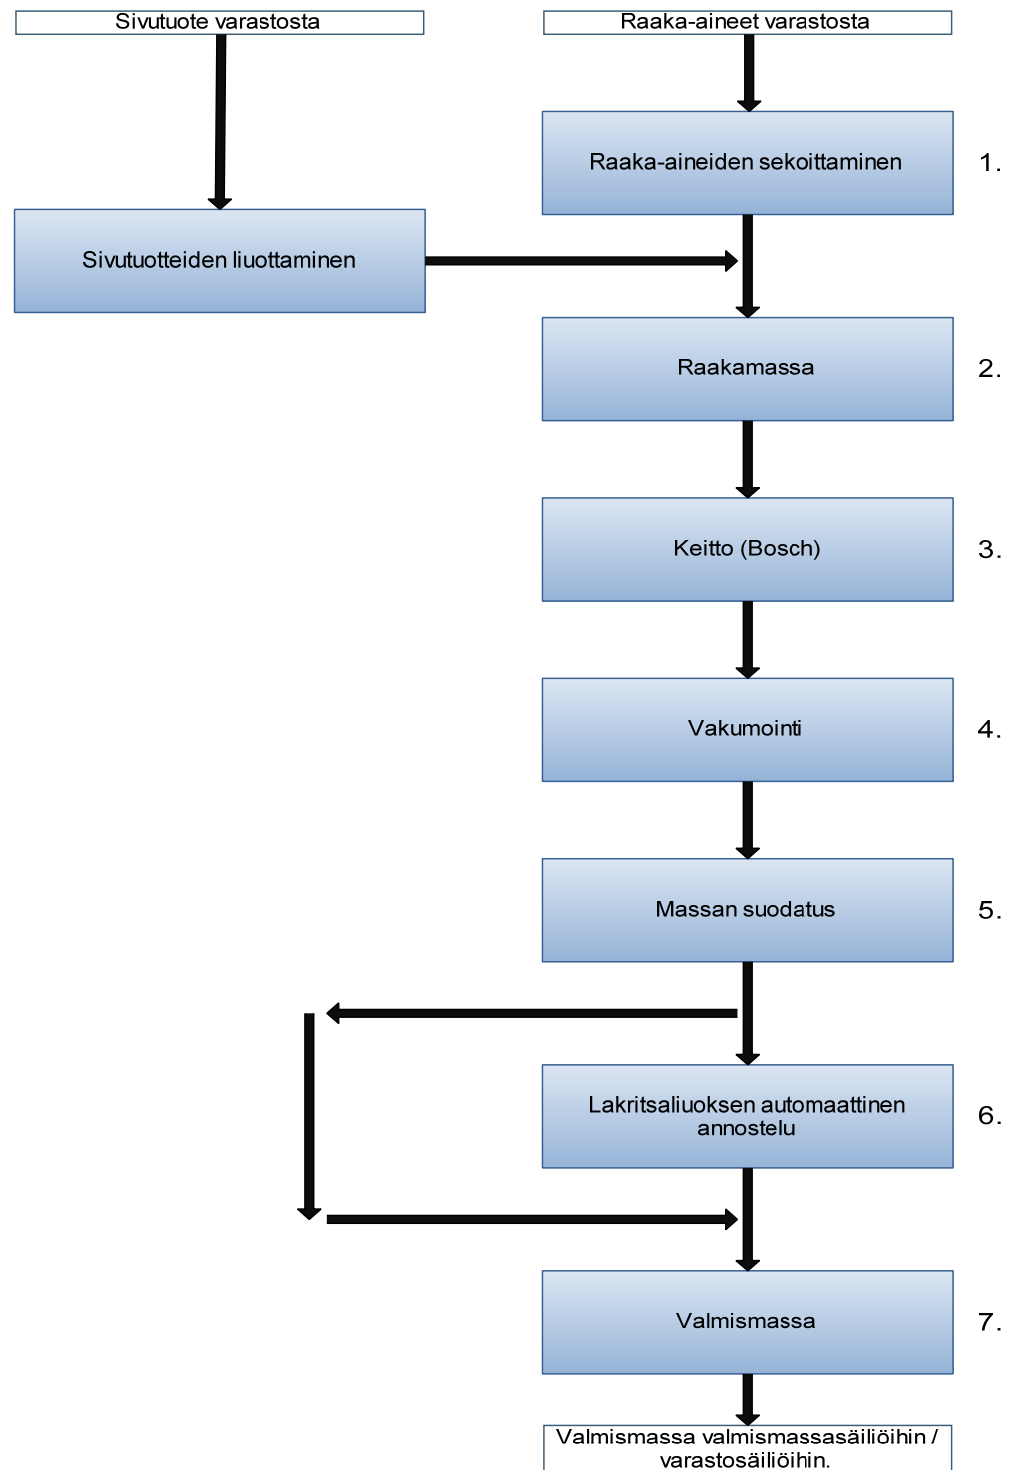 Sivutuote varastosta
Raaka-aineet varastosta
Raaka-aineiden sekoittaminen
1.
Sivutuotteiden liuottaminen
Raakamassa
2.
Keitto (Bosch)
3.
Vakumointi
4.
Massan suodatus
5.
Lakritsaliuoksen automaattinen
annostelu
6.
Valmismassa
7.
Valmismassa valmismassasäiliöihin /
varastosäiliöihin.